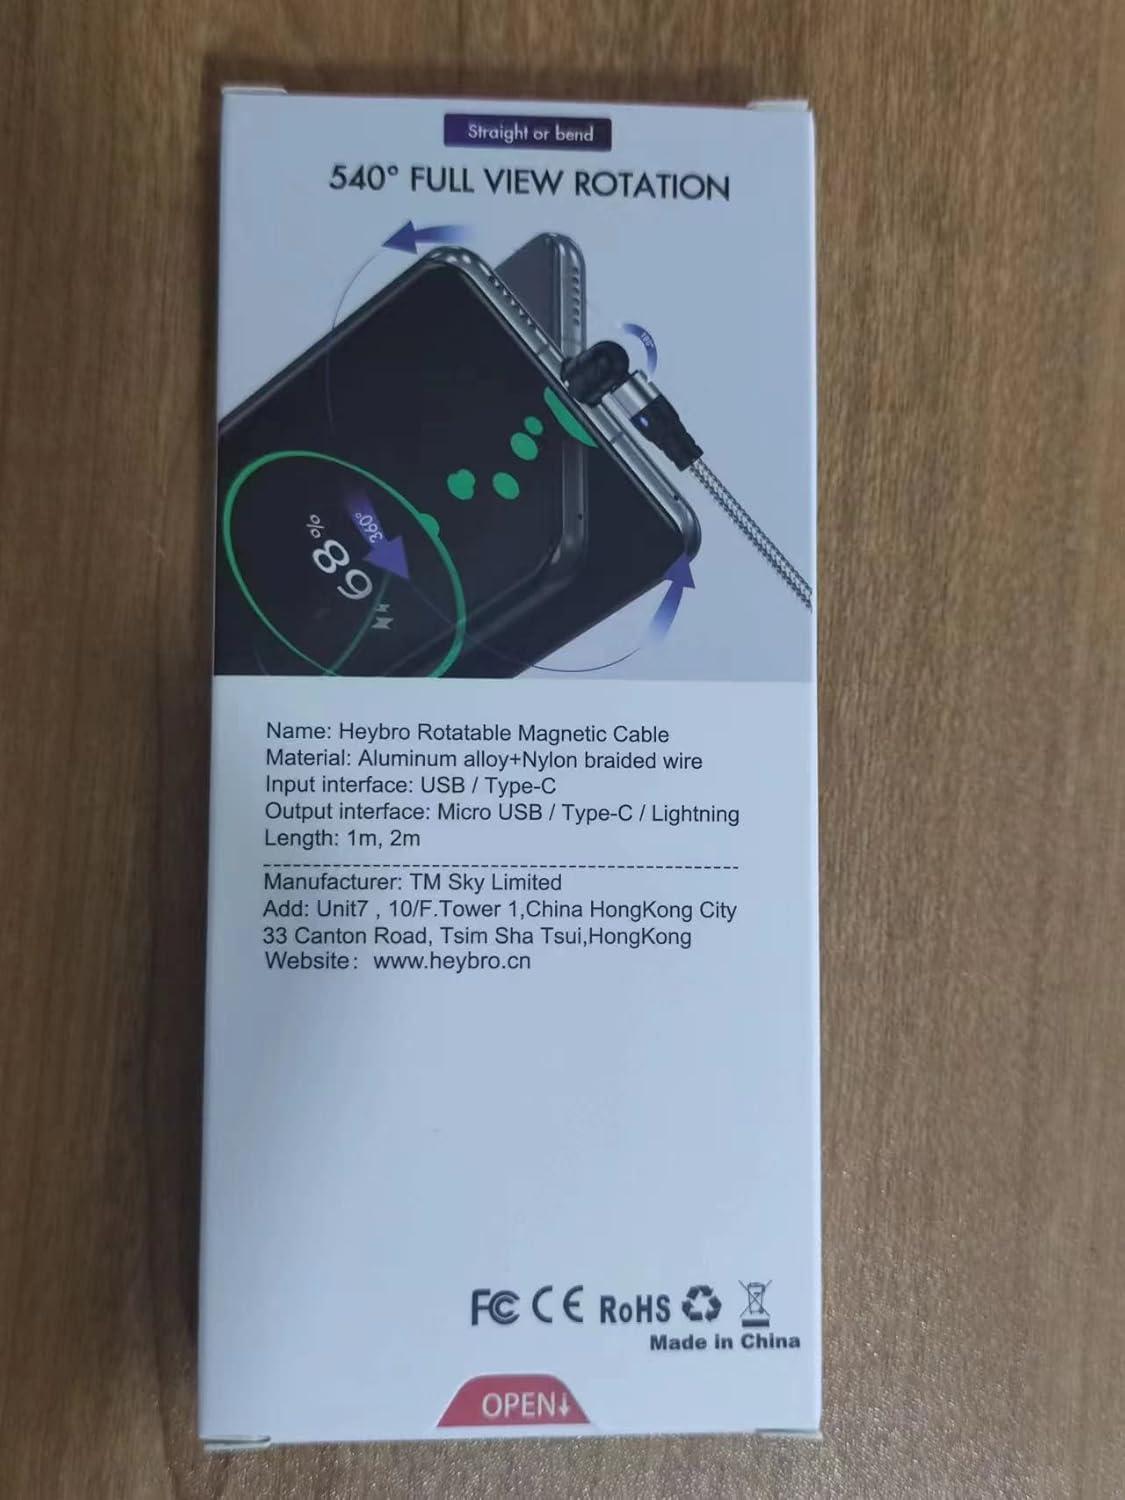 Straight or bend
540° FULL VIEW ROTATION
180°
360°
68%
Name: Heybro Rotatable Magnetic Cable
Material: Aluminum alloy+Nylon braided wire
Input interface: USB / Type-C
Output interface: Micro USB / Type-C / Lightning
Length: 1m, 2m
Manufacturer: TM Sky Limited
Add: Unit7 , 10/F.Tower 1,China HongKong City
33 Canton Road, Tsim Sha Tsui,HongKong
Website: www.heybro.cn
FC CE RoHS
Made in China
OPEN↓